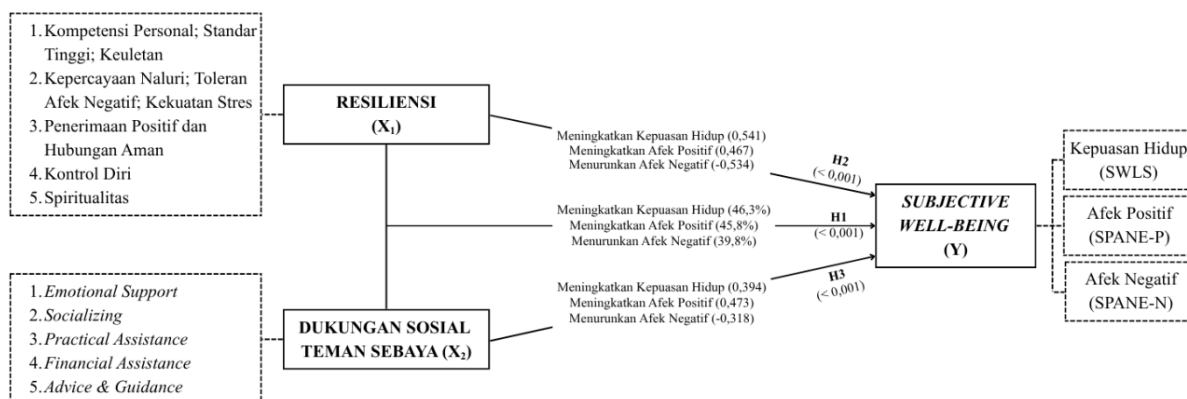 1. Kompetensi Personal; Standar
Tinggi; Keuletan
2. Kepercayaan Naluri; Toleran
Afek Negatif; Kekuatan Stres
3. Penerimaan Positif dan
Hubungan Aman
4. Kontrol Diri
5. Spiritualitas
RESILIENSI
(X₁)
Meningkatkan Kepuasan Hidup (0,541)
Meningkatkan Afek Positif (0,467)
Menurunkan Afek Negatif (-0,534)
H2
(< 0,001)
Meningkatkan Kepuasan Hidup (46,3%)
Meningkatkan Afek Positif (45,8%)
Menurunkan Afek Negatif (39,8%)
H1
(< 0,001)
Meningkatkan Kepuasan Hidup (0,394)
Meningkatkan Afek Positif (0,473)
Menurunkan Afek Negatif (-0,318)
H3
(< 0,001)
1. Emotional Support
2. Socializing
3. Practical Assistance
4. Financial Assistance
5. Advice & Guidance
DUKUNGAN SOSIAL
TEMAN SEBAYA (X₂)
SUBJECTIVE
WELL-BEING
(Y)
Kepuasan Hidup
(SWLS)
Afek Positif
(SPANE-P)
Afek Negatif
(SPANE-N)